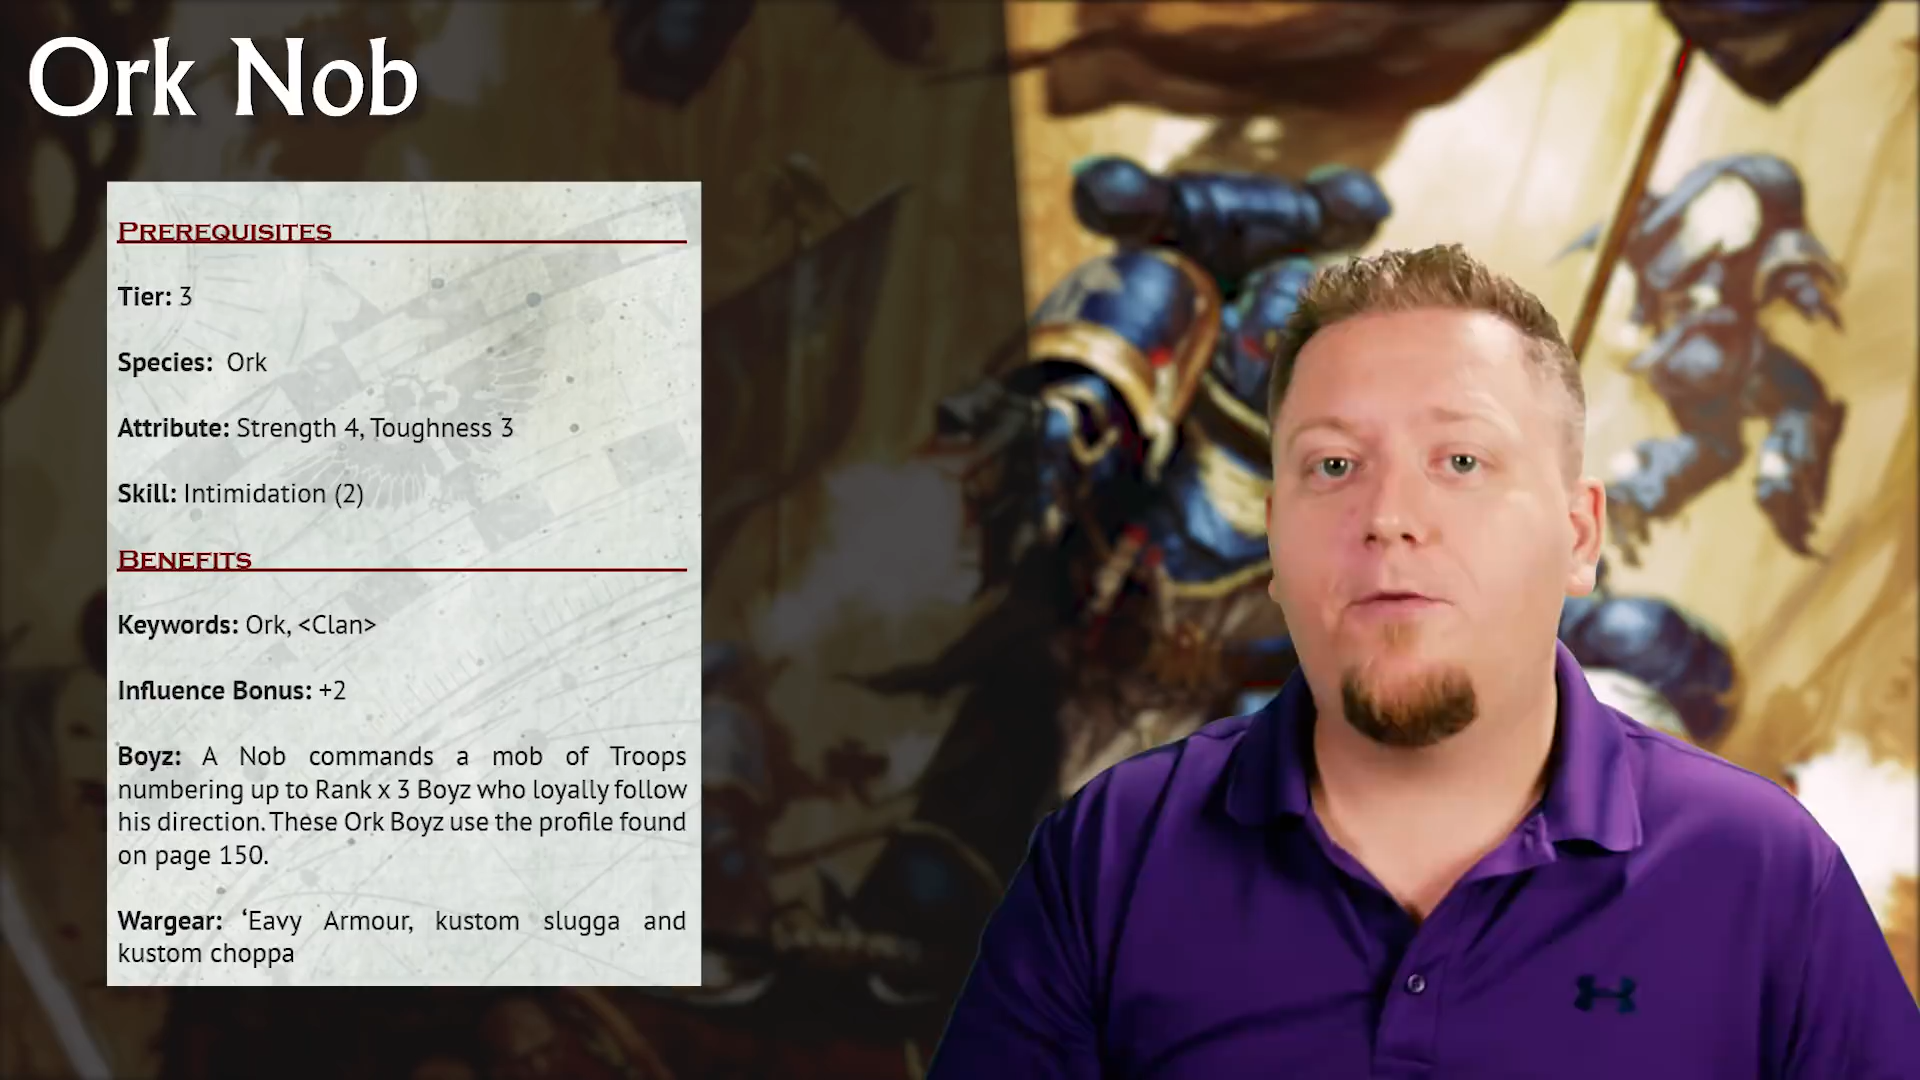 Ork Nob
PREREQUISITES
Tier: 3
Species: Ork
Attribute: Strength 4, Toughness 3
Skill: Intimidation (2)
BENEFITS
Keywords: Ork, <Clan>
Influence Bonus: +2
Boyz: A Nob commands a mob of Troops
numbering up to Rank x 3 Boyz who loyally follow
his direction. These Ork Boyz use the profile found
on page 150.
Wargear: ‘Eavy Armour, kustom slugga and
kustom choppa